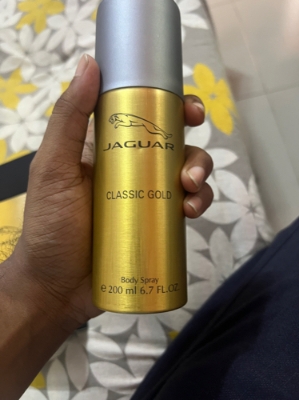 JAGUAR
CLASSIC GOLD
Body Spray
e 200 ml 6.7 FL.OZ.